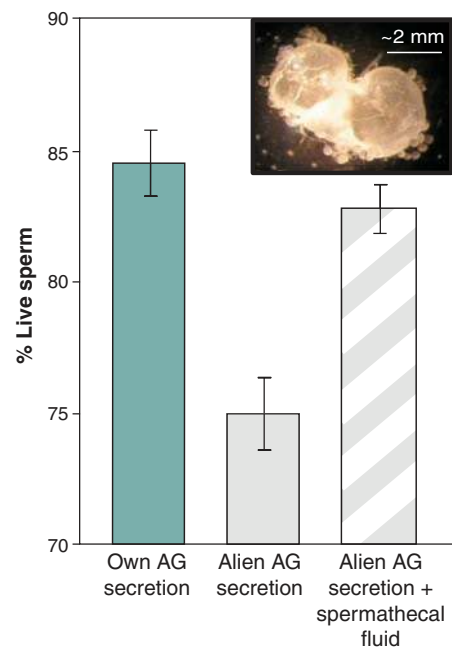 90
~2 mm
85
80
75
70
% Live sperm
Own AG
secretion
Alien AG
secretion
Alien AG
secretion +
spermathecal
fluid